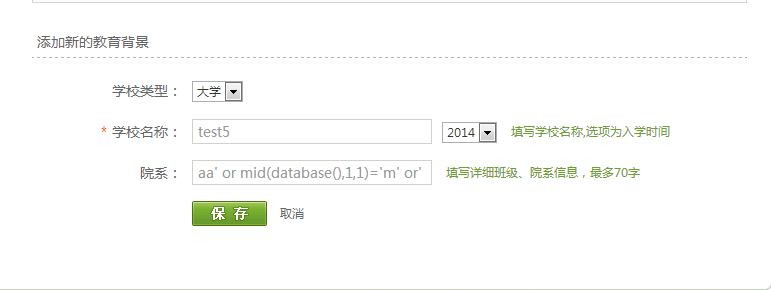 添加新的教育背景
学校类型： 大学
* 学校名称： test5 2014 填写学校名称,选项为入学时间
院系： aa' or mid(database(),1,1)='m' or' 填写详细班级、院系信息，最多70字
保 存 取消